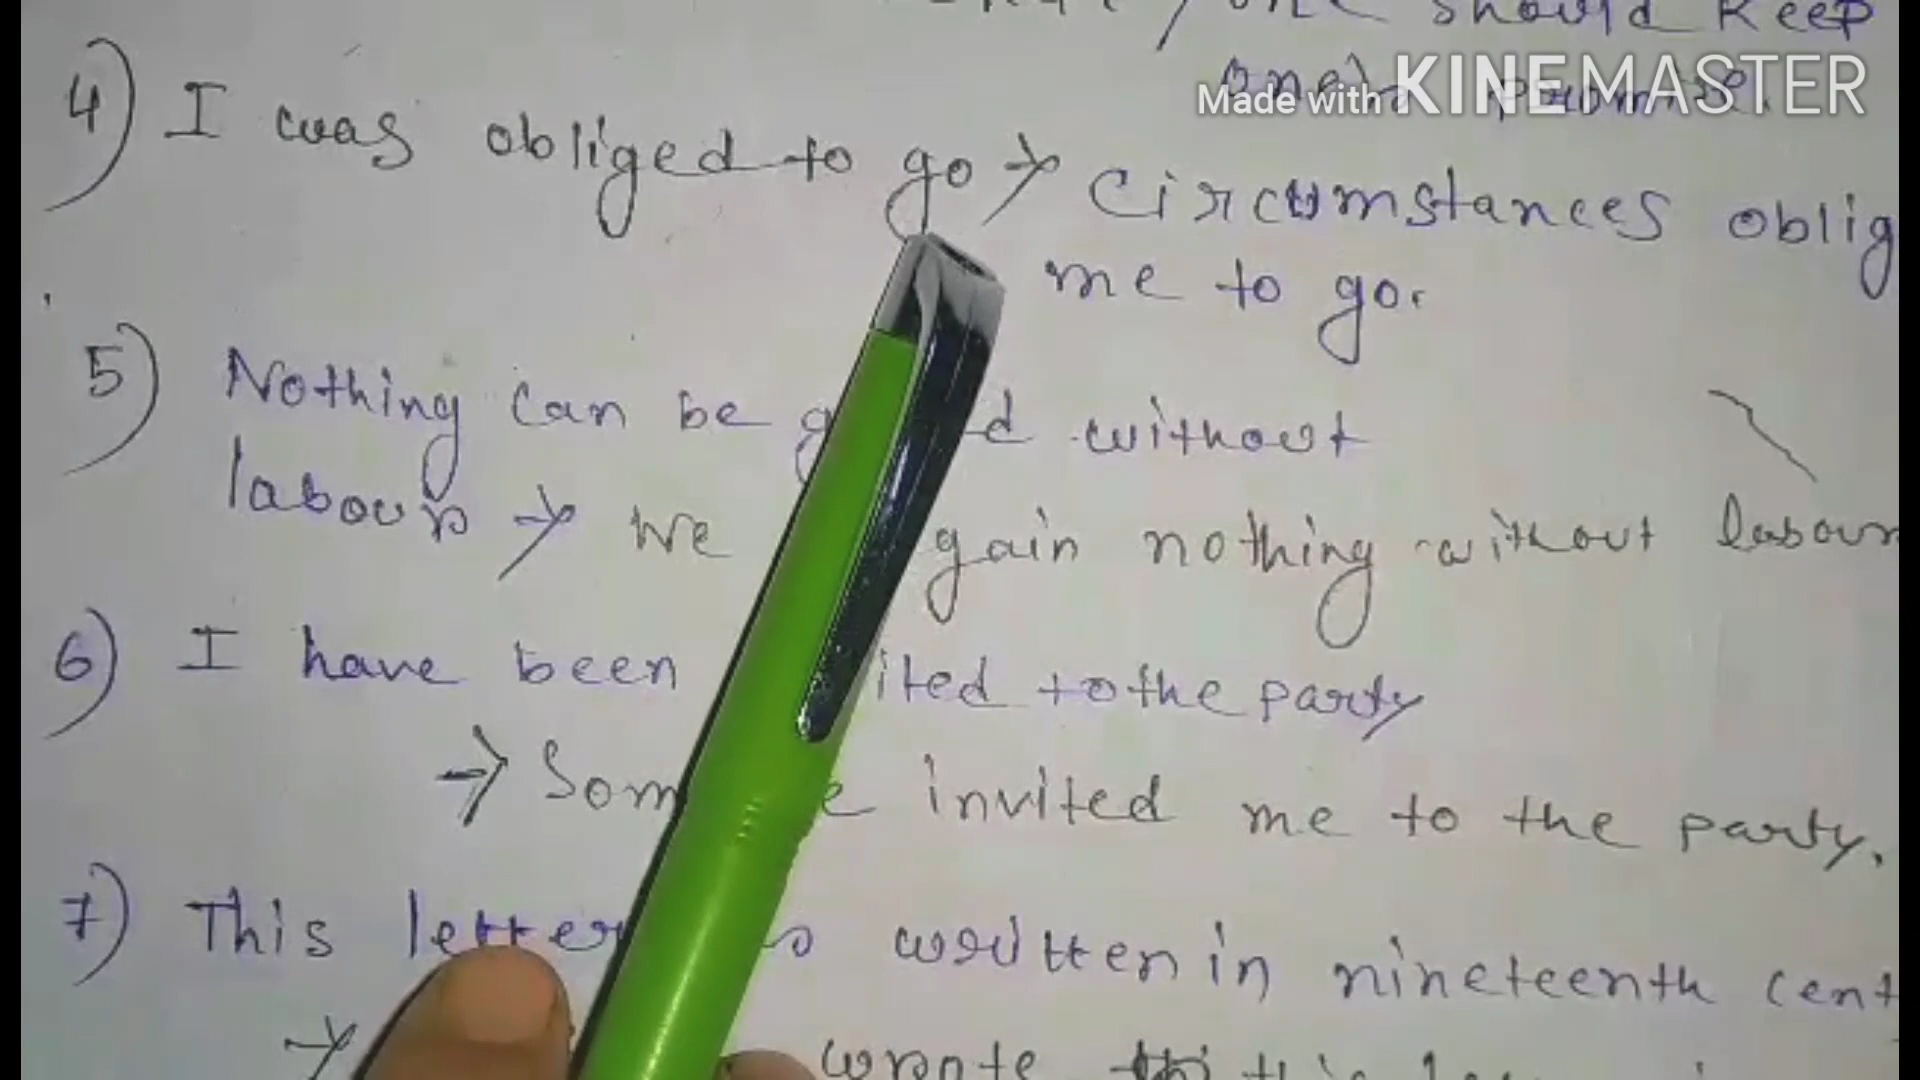 should keep
one's promise.
Made with KINEMASTER
4) I was obliged to go → Circumstances oblig
me to go.
5) Nothing can be g d without
labour → We gain nothing without labour
6) I have been ited to the party
→ Som e invited me to the party.
7) This letter written in nineteenth cent
→ wrote